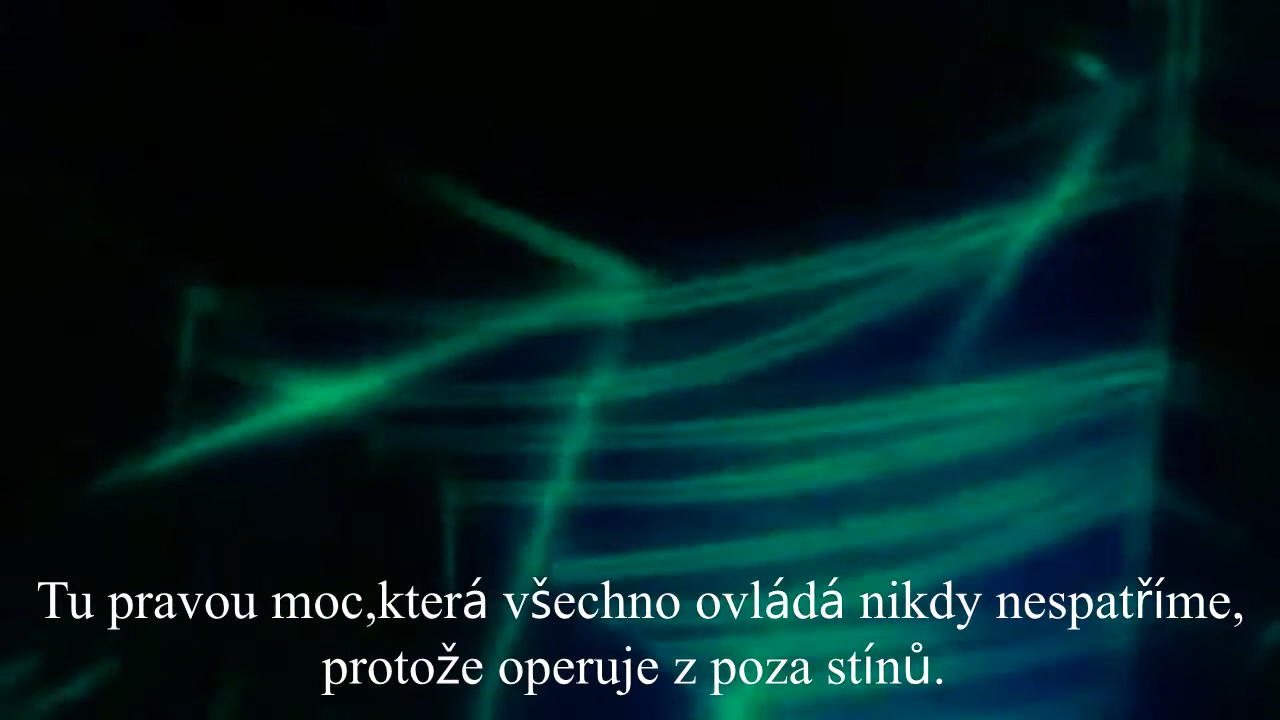 Tu pravou moc,která všechno ovládá nikdy nespatříme,
protože operuje z poza stínů.